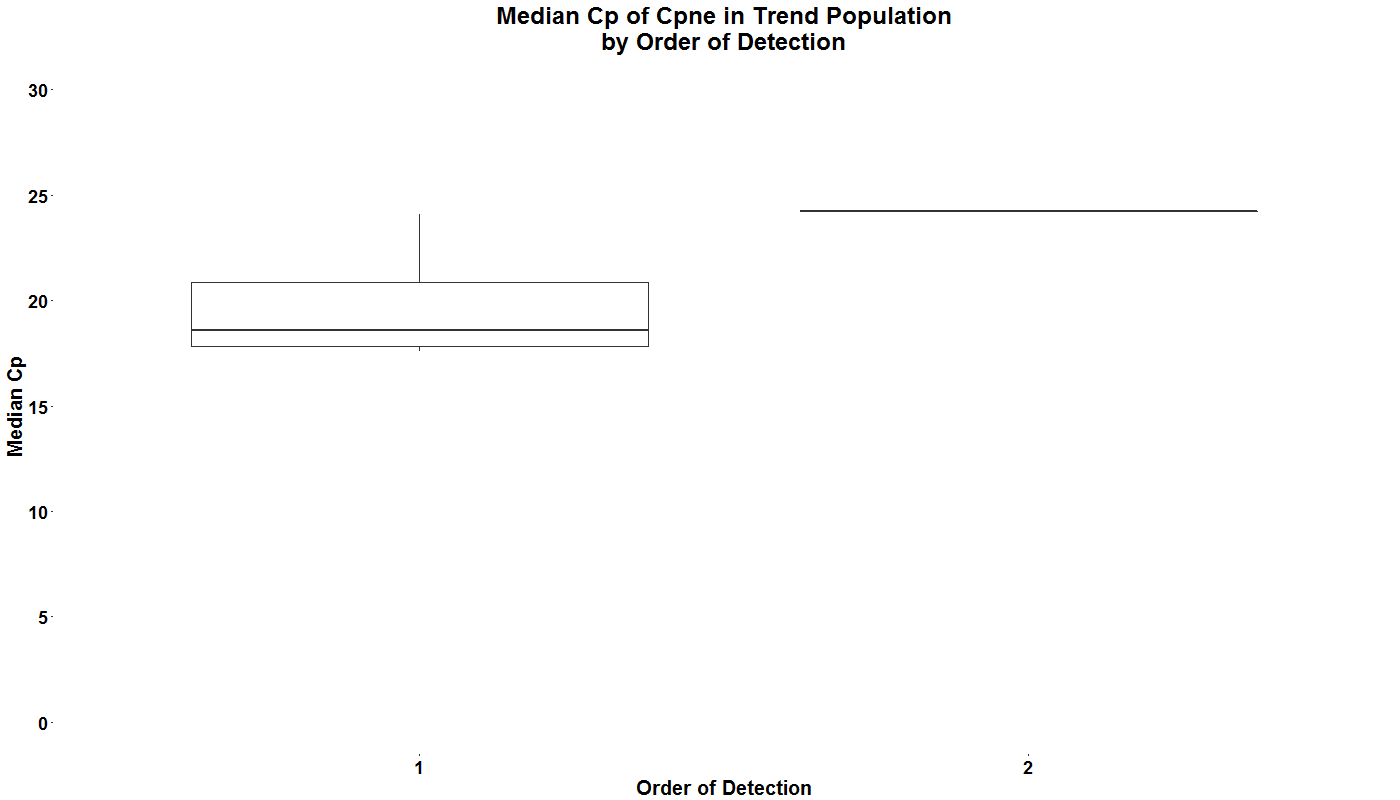 Median Cp of Cpne in Trend Population
by Order of Detection
30
25
20
15
10
5
0
Median Cp
1
2
Order of Detection